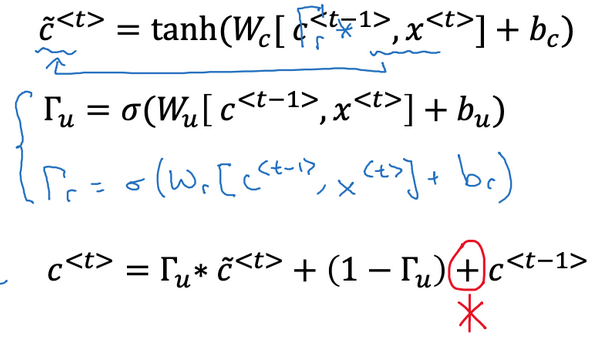 c̃^<t> = tanh(W_c[ Γ_r * c^<t−1>, x^<t>] + b_c)
Γ_u = σ(W_u[ c^<t−1>, x^<t>] + b_u)
Γ_r = σ(W_r[c^<t−1>, x^<t>] + b_r)
c^<t> = Γ_u * c̃^<t> + (1 − Γ_u) + c^<t−1>
*